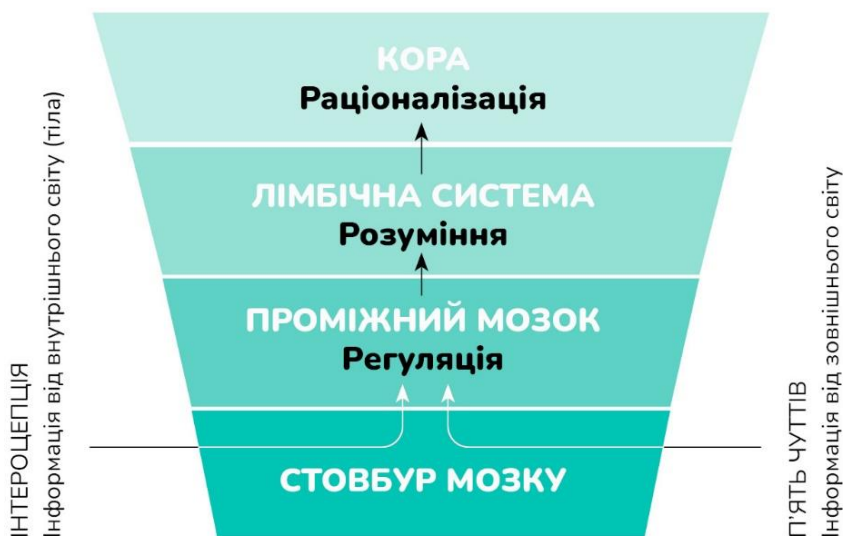 КОРА
Раціоналізація
ЛІМБІЧНА СИСТЕМА
Розуміння
ПРОМІЖНИЙ МОЗОК
Регуляція
СТОВБУР МОЗКУ
ІНТЕРОЦЕПЦІЯ
Інформація від внутрішнього світу (тіла)
П'ЯТЬ ЧУТТІВ
Інформація від зовнішнього світу